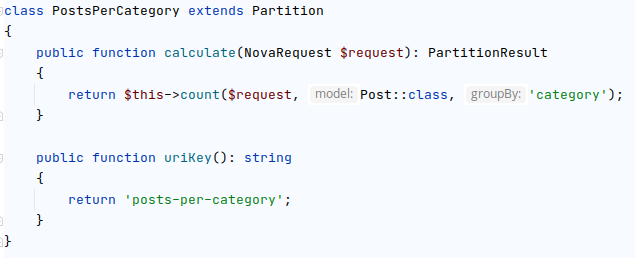 class PostsPerCategory extends Partition
{
    public function calculate(NovaRequest $request): PartitionResult
    {
        return $this->count($request, model: Post::class, groupBy: 'category');
    }

    public function uriKey(): string
    {
        return 'posts-per-category';
    }
}